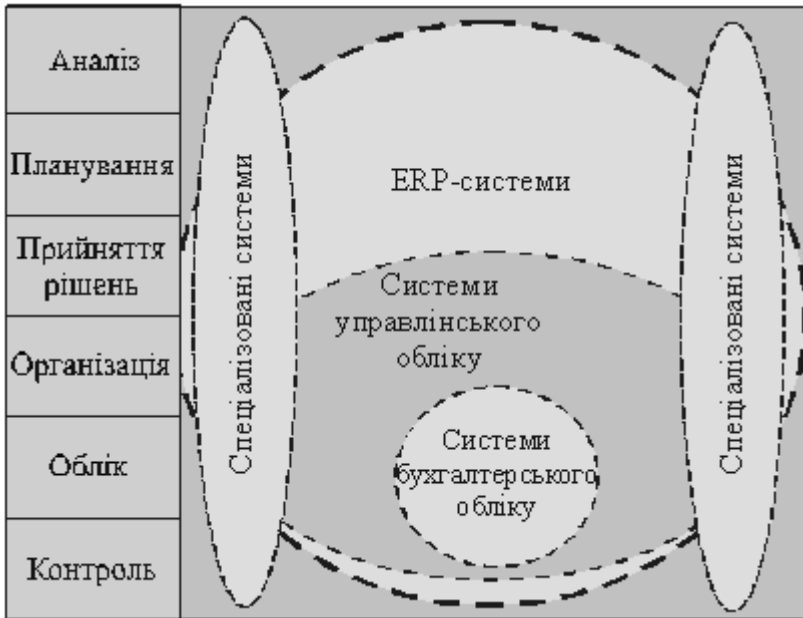 Аналіз
Планування
Прийняття
рішень
Організація
Облік
Контроль
Спеціалізовані системи
ERP-системи
Системи
управлінського
обліку
Системи
бухгалтерського
обліку
Спеціалізовані системи